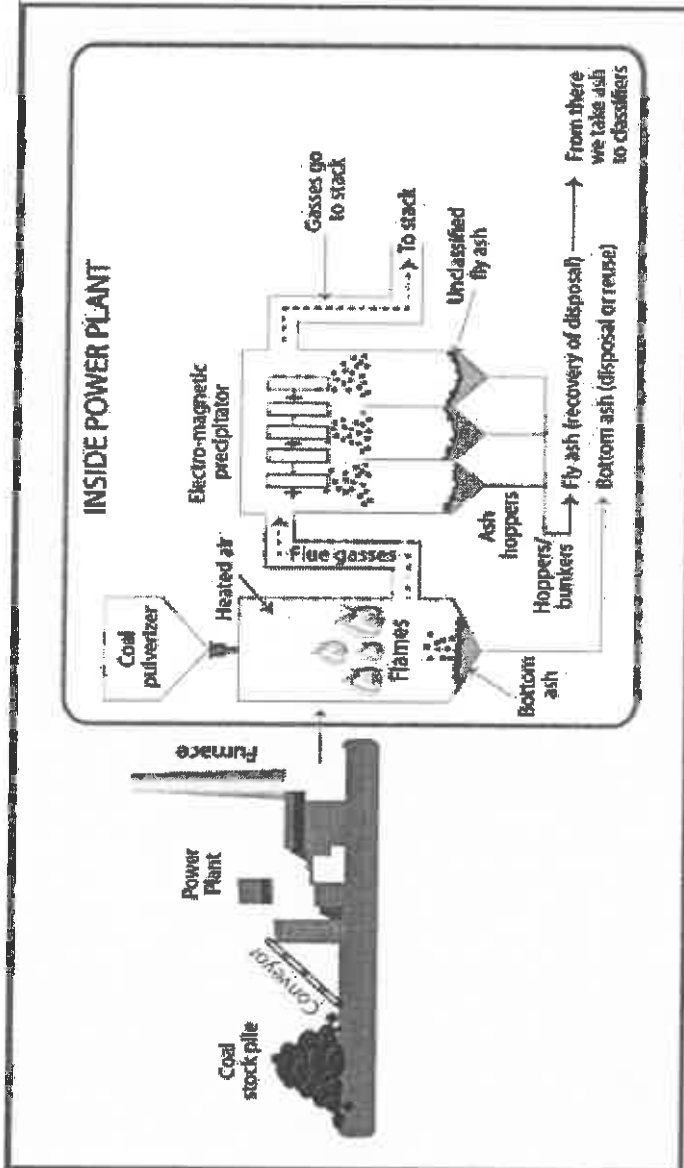 INSIDE POWER PLANT
Coal
stock pile
Conveyor
Power
Plant
Furnace
Coal
pulverizer
Heated air
Flames
Bottom
ash
Flue gasses
Electro-magnetic
precipitator
Gasses go
to stack
To stack
Unclassified
fly ash
Ash
hoppers
Hoppers/
bunkers
Fly ash (recovery of disposal)
From there
we take ash
to classifiers
Bottom ash (disposal or reuse)